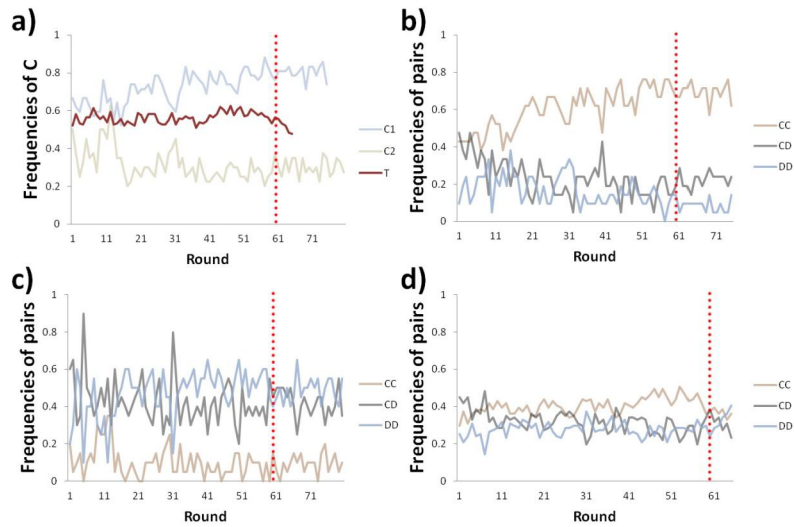 a)
Frequencies of C
1
0.8
0.6
0.4
0.2
0
1 11 21 31 41 51 61 71
Round
C1
C2
T
b)
Frequencies of pairs
1
0.8
0.6
0.4
0.2
0
1 11 21 31 41 51 61 71
Round
CC
CD
DD
c)
Frequencies of pairs
1
0.8
0.6
0.4
0.2
0
1 11 21 31 41 51 61 71
Round
CC
CD
DD
d)
Frequencies of pairs
1
0.8
0.6
0.4
0.2
0
1 11 21 31 41 51 61
Round
CC
CD
DD